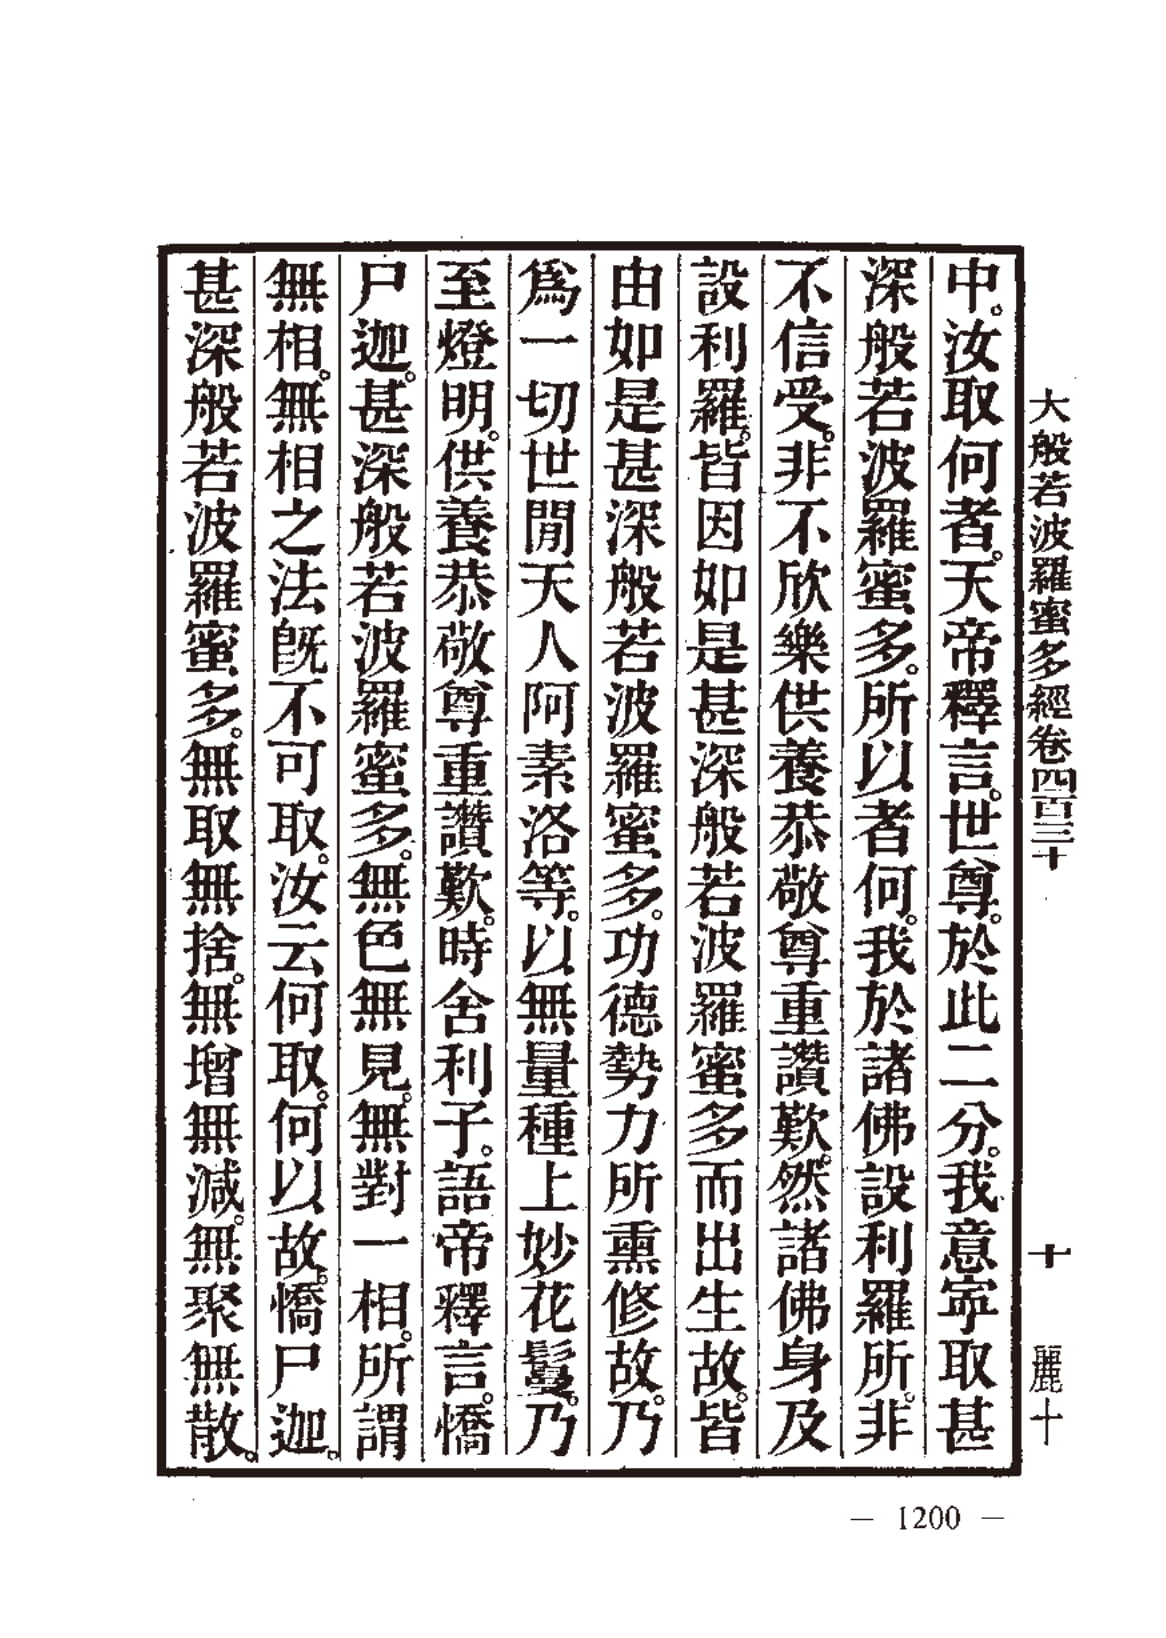 大般若波羅蜜多經卷四百三十　十　麗十
中。汝取何者。天帝釋言。世尊。於此二分。我意寧取甚
深般若波羅蜜多。所以者何。我於諸佛設利羅所。非
不信受。非不欣樂供養恭敬尊重讚歎。然諸佛身及
設利羅。皆因如是甚深般若波羅蜜多而出生故。皆
由如是甚深般若波羅蜜多。功德勢力所熏修故。乃
爲一切世閒天人阿素洛等。以無量種上妙花鬘。乃
至燈明。供養恭敬尊重讚歎。時舍利子。語帝釋言。憍
尸迦。甚深般若波羅蜜多。無色無見。無對一相。所謂
無相。無相之法旣不可取。汝云何取。何以故。憍尸迦。
甚深般若波羅蜜多。無取無捨。無增無減。無聚無散。
— 1200 —